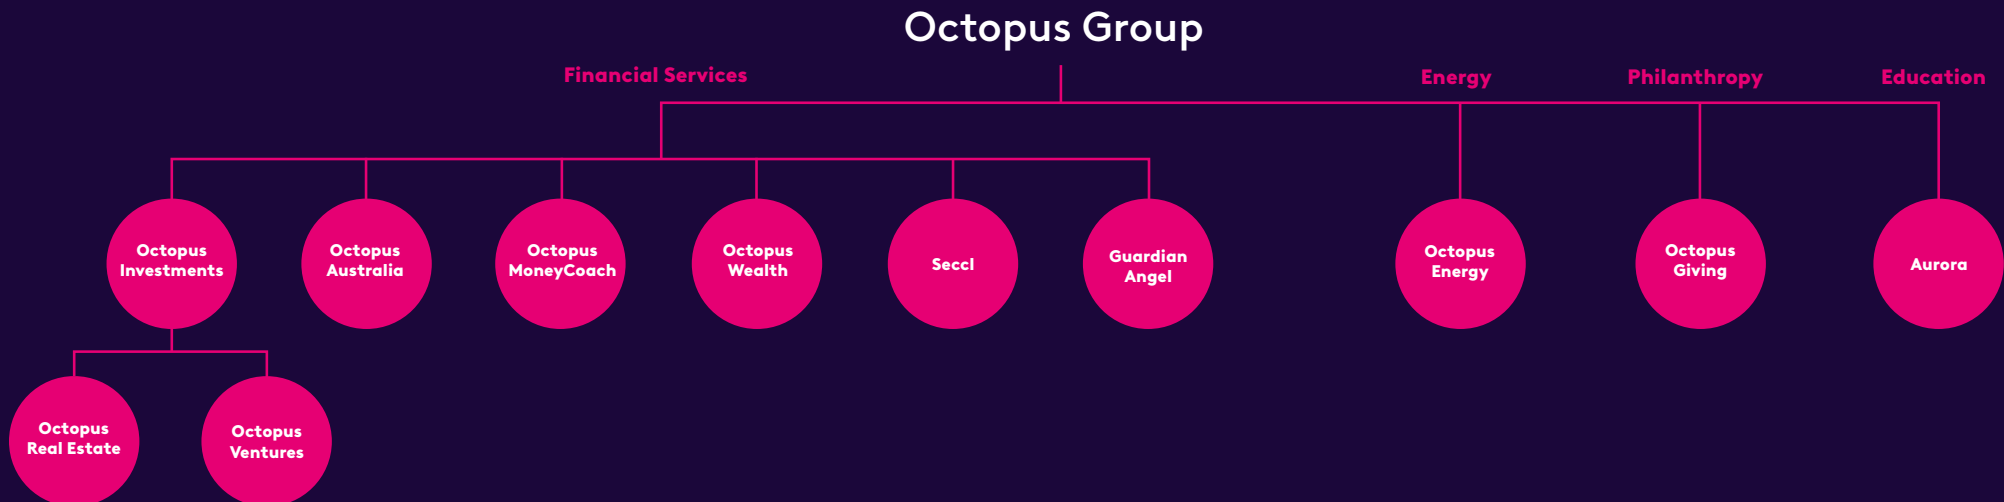 Octopus Group
Financial Services
Energy
Philanthropy
Education
Octopus
Investments
Octopus
Australia
Octopus
MoneyCoach
Octopus
Wealth
Seccl
Guardian
Angel
Octopus
Energy
Octopus
Giving
Aurora
Octopus
Real Estate
Octopus
Ventures